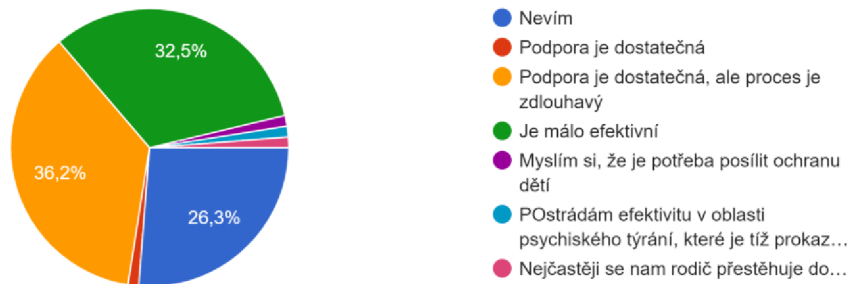 32,5%
36,2%
26,3%
Nevím
Podpora je dostatečná
Podpora je dostatečná, ale proces je
zdlouhavý
Je málo efektivní
Myslím si, že je potřeba posílit ochranu
dětí
POstrádám efektivitu v oblasti
psychiského týrání, které je tíž prokaz…
Nejčastěji se nam rodič přestěhuje do…